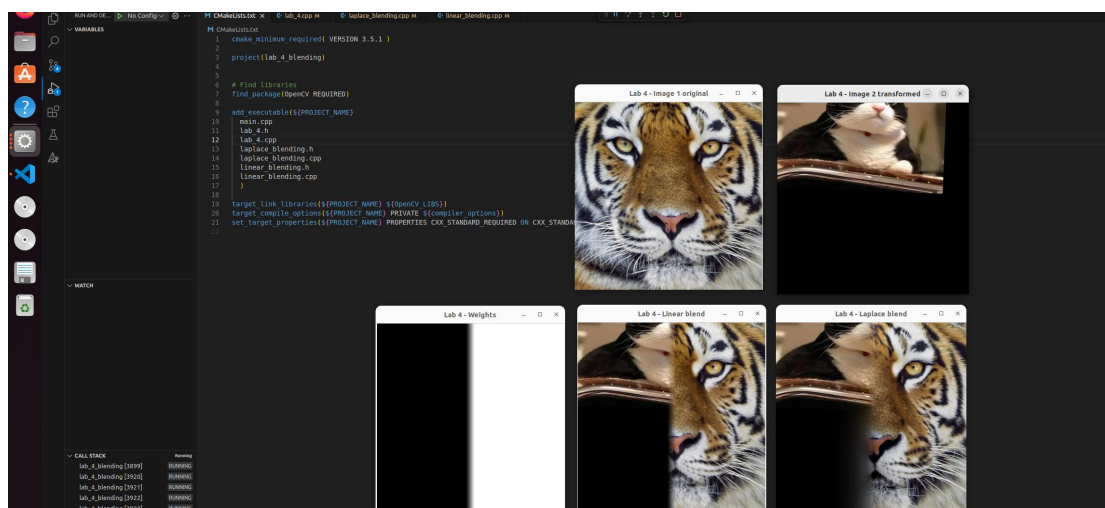 RUN AND DE... No Config
VARIABLES
WATCH
CALL STACK Running
lab_4_blending [3899] RUNNING
lab_4_blending [3920] RUNNING
lab_4_blending [3921] RUNNING
lab_4_blending [3922] RUNNING
M CMakeLists.txt × lab_4.cpp M laplace_blending.cpp M linear_blending.cpp M
M CMakeLists.txt
1 cmake_minimum_required( VERSION 3.5.1 )
2
3 project(lab_4_blending)
4
5
6 # Find libraries
7 find_package(OpenCV REQUIRED)
8
9 add_executable(${PROJECT_NAME}
10 main.cpp
11 lab_4.h
12 lab_4.cpp
13 laplace_blending.h
14 laplace_blending.cpp
15 linear_blending.h
16 linear_blending.cpp
17 )
18
19 target_link_libraries(${PROJECT_NAME} ${OpenCV_LIBS})
20 target_compile_options(${PROJECT_NAME} PRIVATE ${compiler_options})
21 set_target_properties(${PROJECT_NAME} PROPERTIES CXX_STANDARD_REQUIRED ON CXX_STANDA
22
Lab 4 - Image 1 original
Lab 4 - Image 2 transformed
Lab 4 - Weights
Lab 4 - Linear blend
Lab 4 - Laplace blend